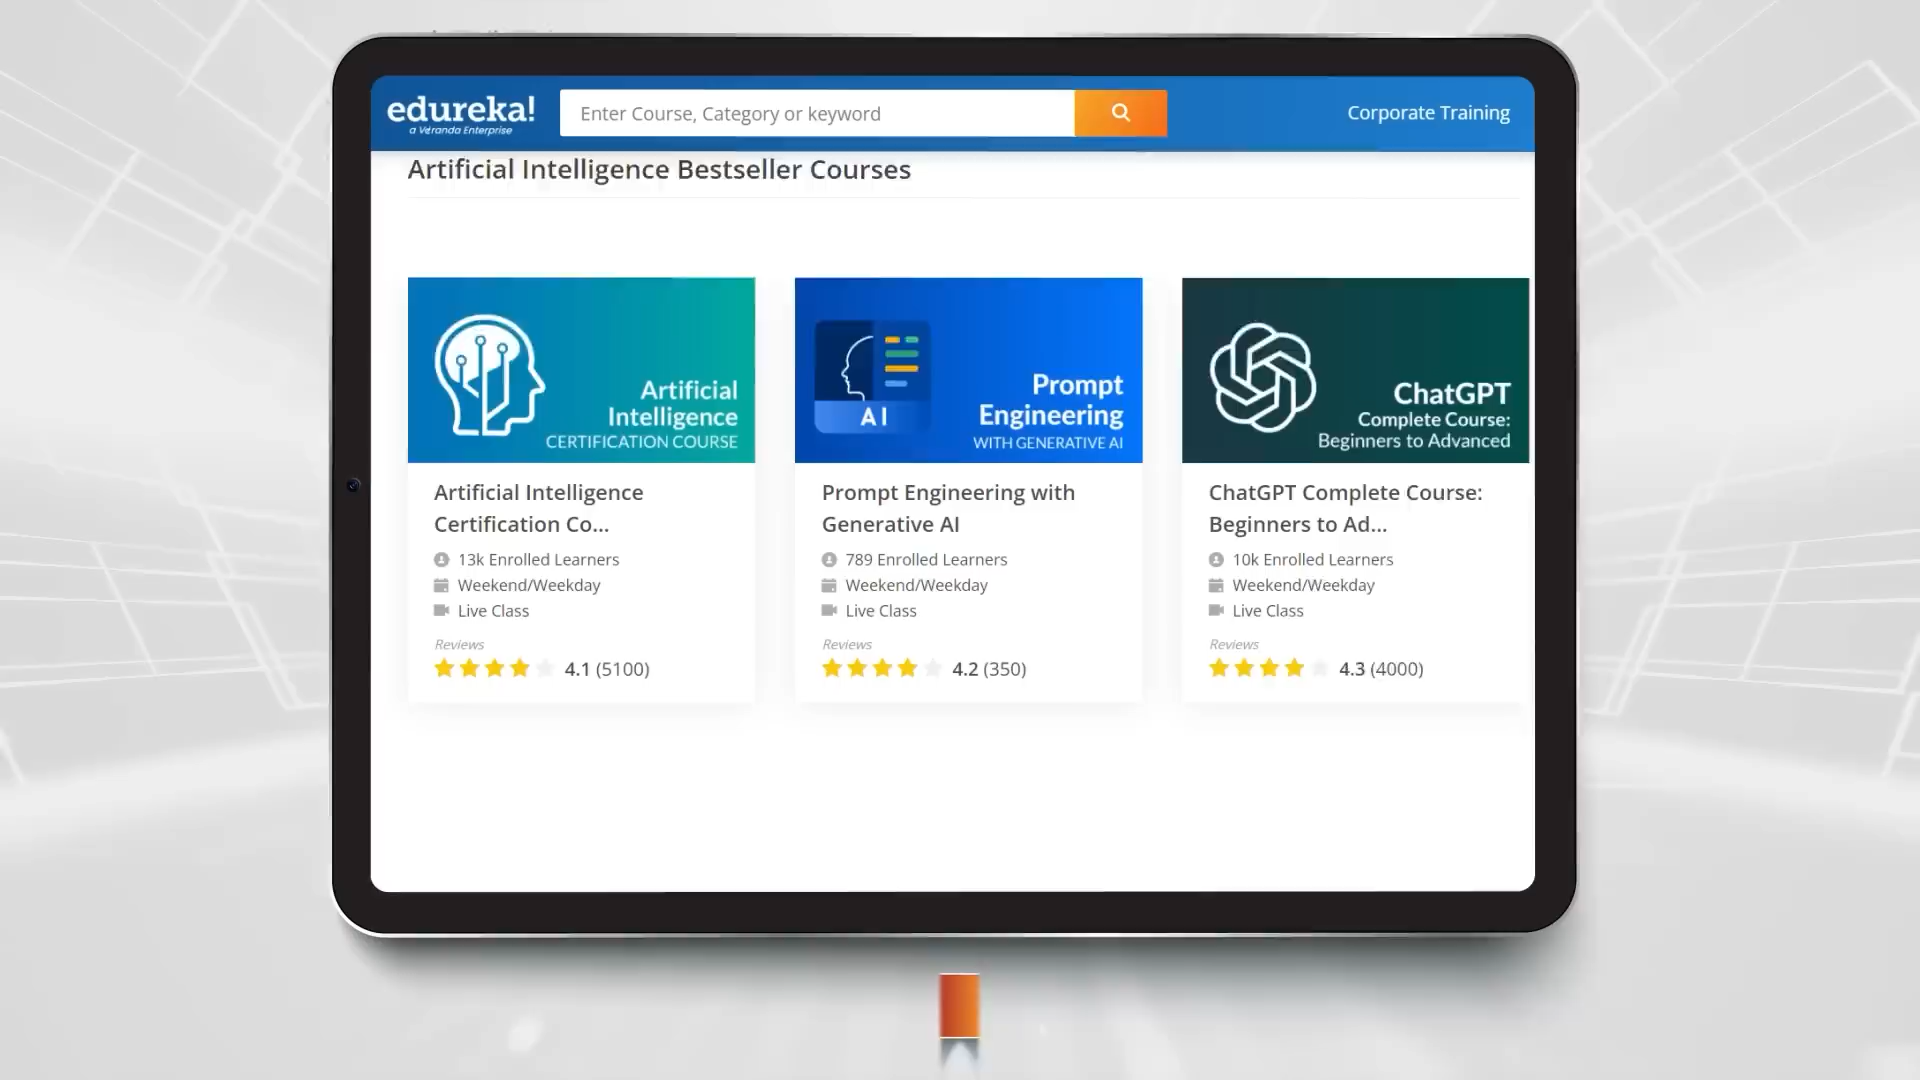 edureka!
a Veranda Enterprise
Enter Course, Category or keyword
Corporate Training
Artificial Intelligence Bestseller Courses
Artificial
Intelligence
CERTIFICATION COURSE
Artificial Intelligence
Certification Co...
13k Enrolled Learners
Weekend/Weekday
Live Class
Reviews
4.1 (5100)
AI
Prompt
Engineering
WITH GENERATIVE AI
Prompt Engineering with
Generative AI
789 Enrolled Learners
Weekend/Weekday
Live Class
Reviews
4.2 (350)
ChatGPT
Complete Course:
Beginners to Advanced
ChatGPT Complete Course:
Beginners to Ad...
10k Enrolled Learners
Weekend/Weekday
Live Class
Reviews
4.3 (4000)